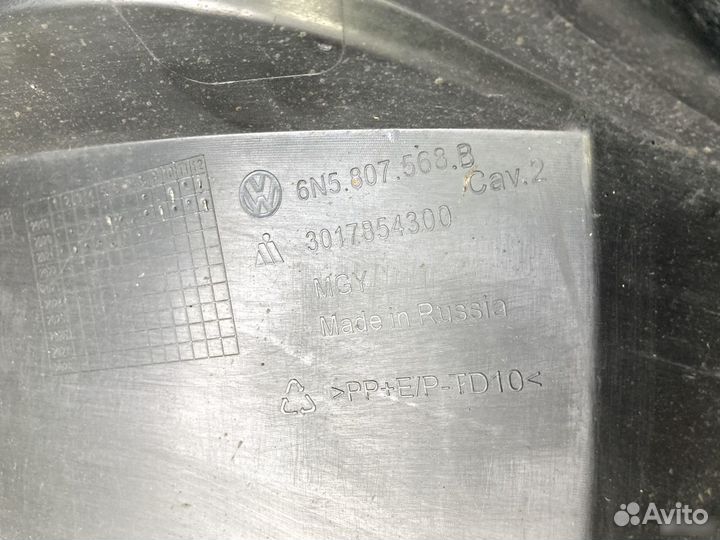 6N5.807.568.B
Cav.2
3017854300
MGY
Made in Russia
>PP+E/P-TD10<
Avito